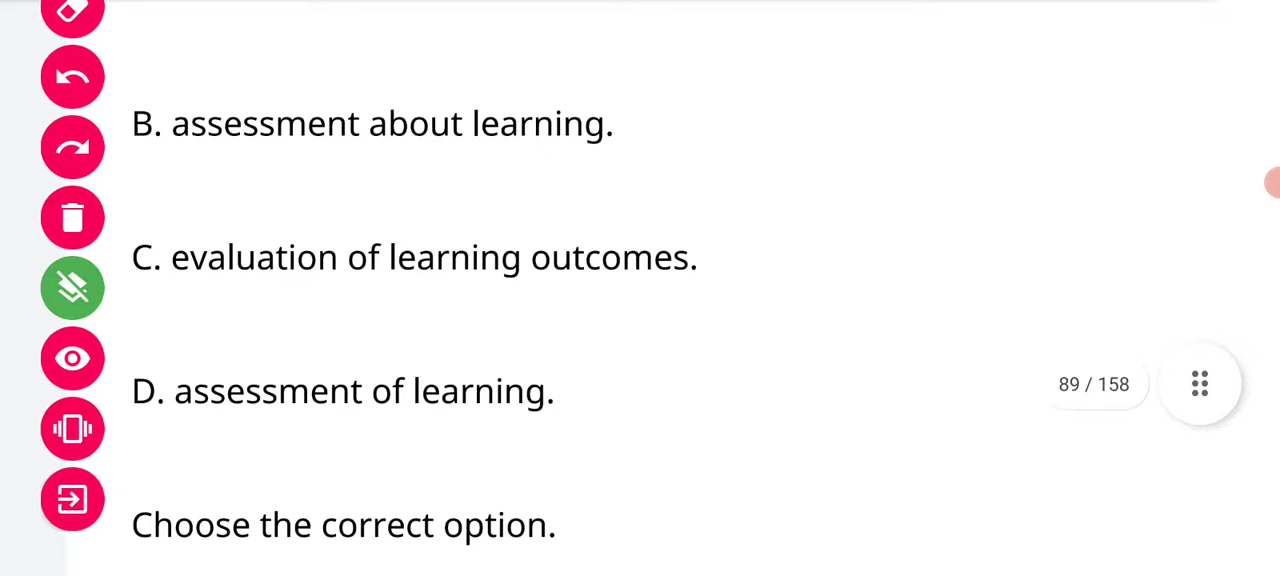 B. assessment about learning.
C. evaluation of learning outcomes.
89 / 158
D. assessment of learning.
Choose the correct option.